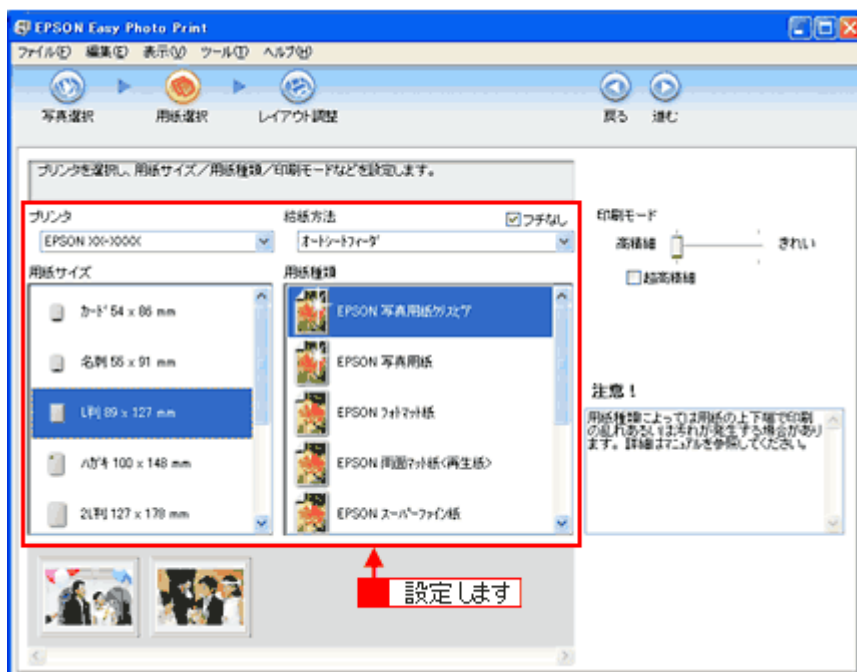 EPSON Easy Photo Print
ファイル(F) 編集(E) 表示(V) ツール(T) ヘルプ(H)
写真選択 用紙選択 レイアウト調整 戻る 進む
プリンタを選択し、用紙サイズ/用紙種類/印刷モードなどを設定します。
プリンタ 給紙方法 フチなし 印刷モード
EPSON XX-XXXX オートシートフィーダ 高精細 きれい
用紙サイズ 用紙種類 超高精細
カード 54 x 86 mm EPSON 写真用紙クリスピア
名刺 55 x 91 mm EPSON 写真用紙
L判 89 x 127 mm EPSON フォトマット紙
ハガキ 100 x 148 mm EPSON 両面マット紙<再生紙>
2L判 127 x 178 mm EPSON スーパーファイン紙
注意!
用紙種類によっては用紙の上下端で印刷
の乱れあるいは汚れが発生する場合があり
ます。詳細はマニュアルを参照してください。
設定します